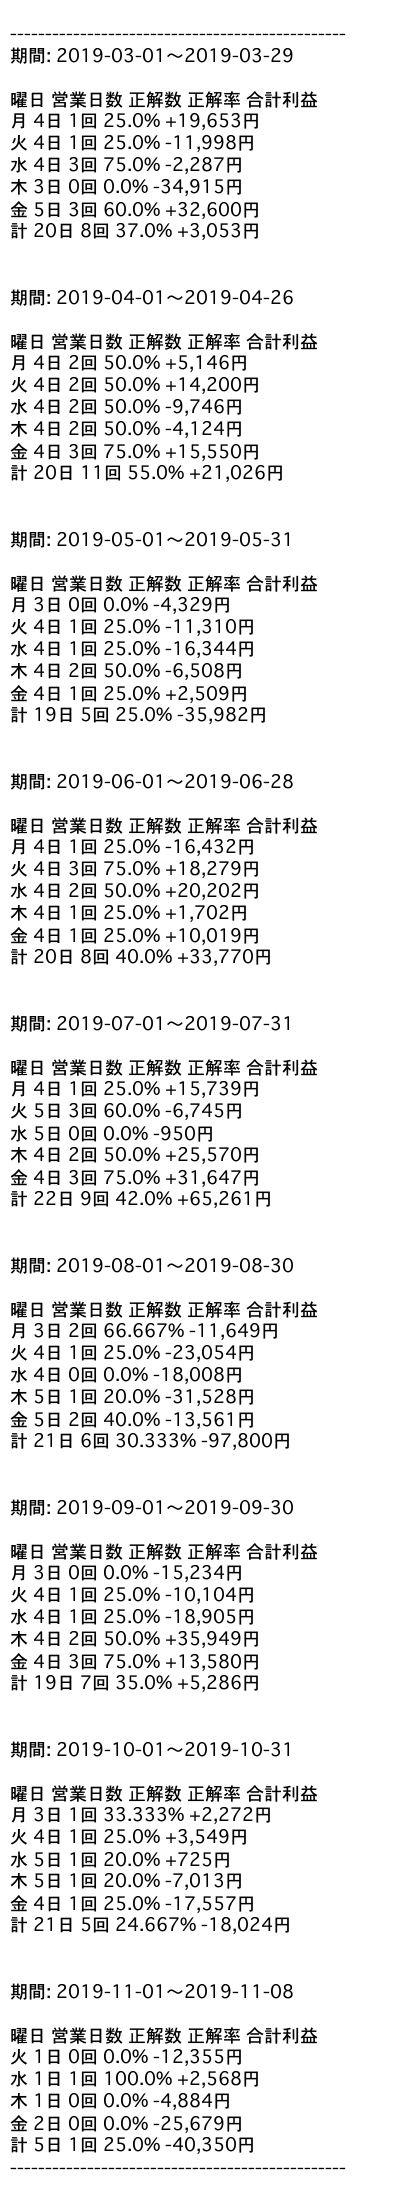 ------------------------------------------------
期間: 2019-03-01～2019-03-29
曜日 営業日数 正解数 正解率 合計利益
月 4日 1回 25.0% +19,653円
火 4日 1回 25.0% -11,998円
水 4日 3回 75.0% -2,287円
木 3日 0回 0.0% -34,915円
金 5日 3回 60.0% +32,600円
計 20日 8回 37.0% +3,053円
期間: 2019-04-01～2019-04-26
曜日 営業日数 正解数 正解率 合計利益
月 4日 2回 50.0% +5,146円
火 4日 2回 50.0% +14,200円
水 4日 2回 50.0% -9,746円
木 4日 2回 50.0% -4,124円
金 4日 3回 75.0% +15,550円
計 20日 11回 55.0% +21,026円
期間: 2019-05-01～2019-05-31
曜日 営業日数 正解数 正解率 合計利益
月 3日 0回 0.0% -4,329円
火 4日 1回 25.0% -11,310円
水 4日 1回 25.0% -16,344円
木 4日 2回 50.0% -6,508円
金 4日 1回 25.0% +2,509円
計 19日 5回 25.0% -35,982円
期間: 2019-06-01～2019-06-28
曜日 営業日数 正解数 正解率 合計利益
月 4日 1回 25.0% -16,432円
火 4日 3回 75.0% +18,279円
水 4日 2回 50.0% +20,202円
木 4日 1回 25.0% +1,702円
金 4日 1回 25.0% +10,019円
計 20日 8回 40.0% +33,770円
期間: 2019-07-01～2019-07-31
曜日 営業日数 正解数 正解率 合計利益
月 4日 1回 25.0% +15,739円
火 5日 3回 60.0% -6,745円
水 5日 0回 0.0% -950円
木 4日 2回 50.0% +25,570円
金 4日 3回 75.0% +31,647円
計 22日 9回 42.0% +65,261円
期間: 2019-08-01～2019-08-30
曜日 営業日数 正解数 正解率 合計利益
月 3日 2回 66.667% -11,649円
火 4日 1回 25.0% -23,054円
水 4日 0回 0.0% -18,008円
木 5日 1回 20.0% -31,528円
金 5日 2回 40.0% -13,561円
計 21日 6回 30.333% -97,800円
期間: 2019-09-01～2019-09-30
曜日 営業日数 正解数 正解率 合計利益
月 3日 0回 0.0% -15,234円
火 4日 1回 25.0% -10,104円
水 4日 1回 25.0% -18,905円
木 4日 2回 50.0% +35,949円
金 4日 3回 75.0% +13,580円
計 19日 7回 35.0% +5,286円
期間: 2019-10-01～2019-10-31
曜日 営業日数 正解数 正解率 合計利益
月 3日 1回 33.333% +2,272円
火 4日 1回 25.0% +3,549円
水 5日 1回 20.0% +725円
木 5日 1回 20.0% -7,013円
金 4日 1回 25.0% -17,557円
計 21日 5回 24.667% -18,024円
期間: 2019-11-01～2019-11-08
曜日 営業日数 正解数 正解率 合計利益
火 1日 0回 0.0% -12,355円
水 1日 1回 100.0% +2,568円
木 1日 0回 0.0% -4,884円
金 2日 0回 0.0% -25,679円
計 5日 1回 25.0% -40,350円
------------------------------------------------